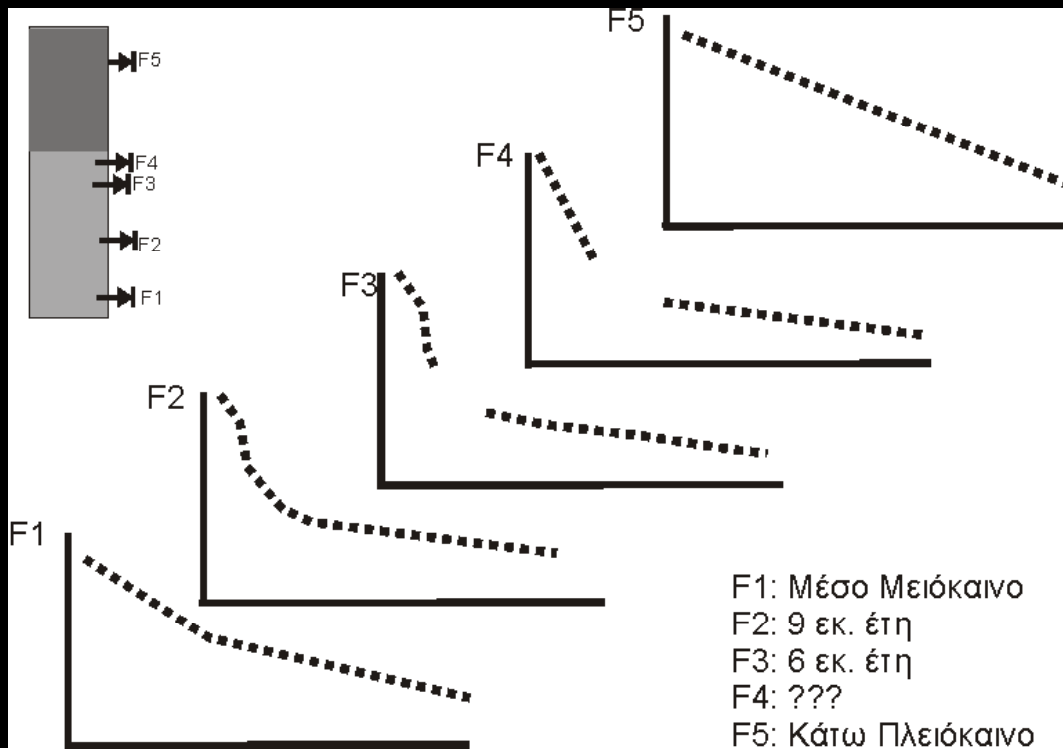 F5
F4
F3
F2
F1
F5
F4
F3
F2
F1
F1: Μέσο Μειόκαινο
F2: 9 εκ. έτη
F3: 6 εκ. έτη
F4: ???
F5: Κάτω Πλειόκαινο